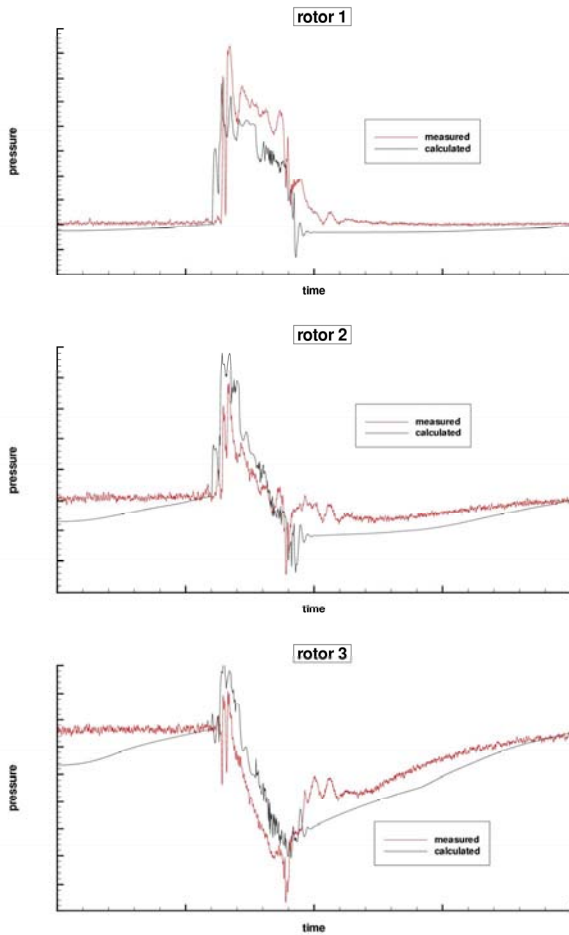 rotor 1
pressure
measured
calculated
time
rotor 2
pressure
measured
calculated
time
rotor 3
pressure
measured
calculated
time